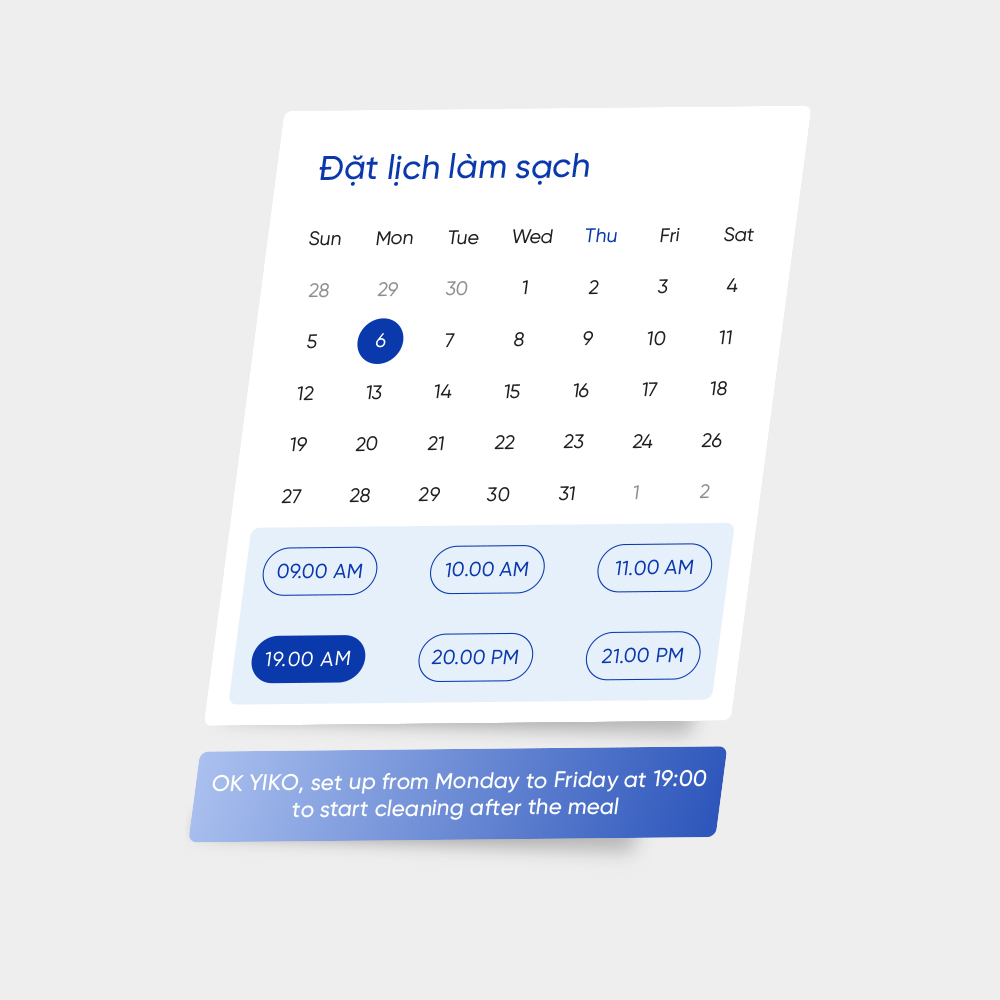 Đặt lịch làm sạch
Sun Mon Tue Wed Thu Fri Sat
28 29 30 1 2 3 4
5 6 7 8 9 10 11
12 13 14 15 16 17 18
19 20 21 22 23 24 26
27 28 29 30 31 1 2
09.00 AM 10.00 AM 11.00 AM
19.00 AM 20.00 PM 21.00 PM
OK YIKO, set up from Monday to Friday at 19:00
to start cleaning after the meal